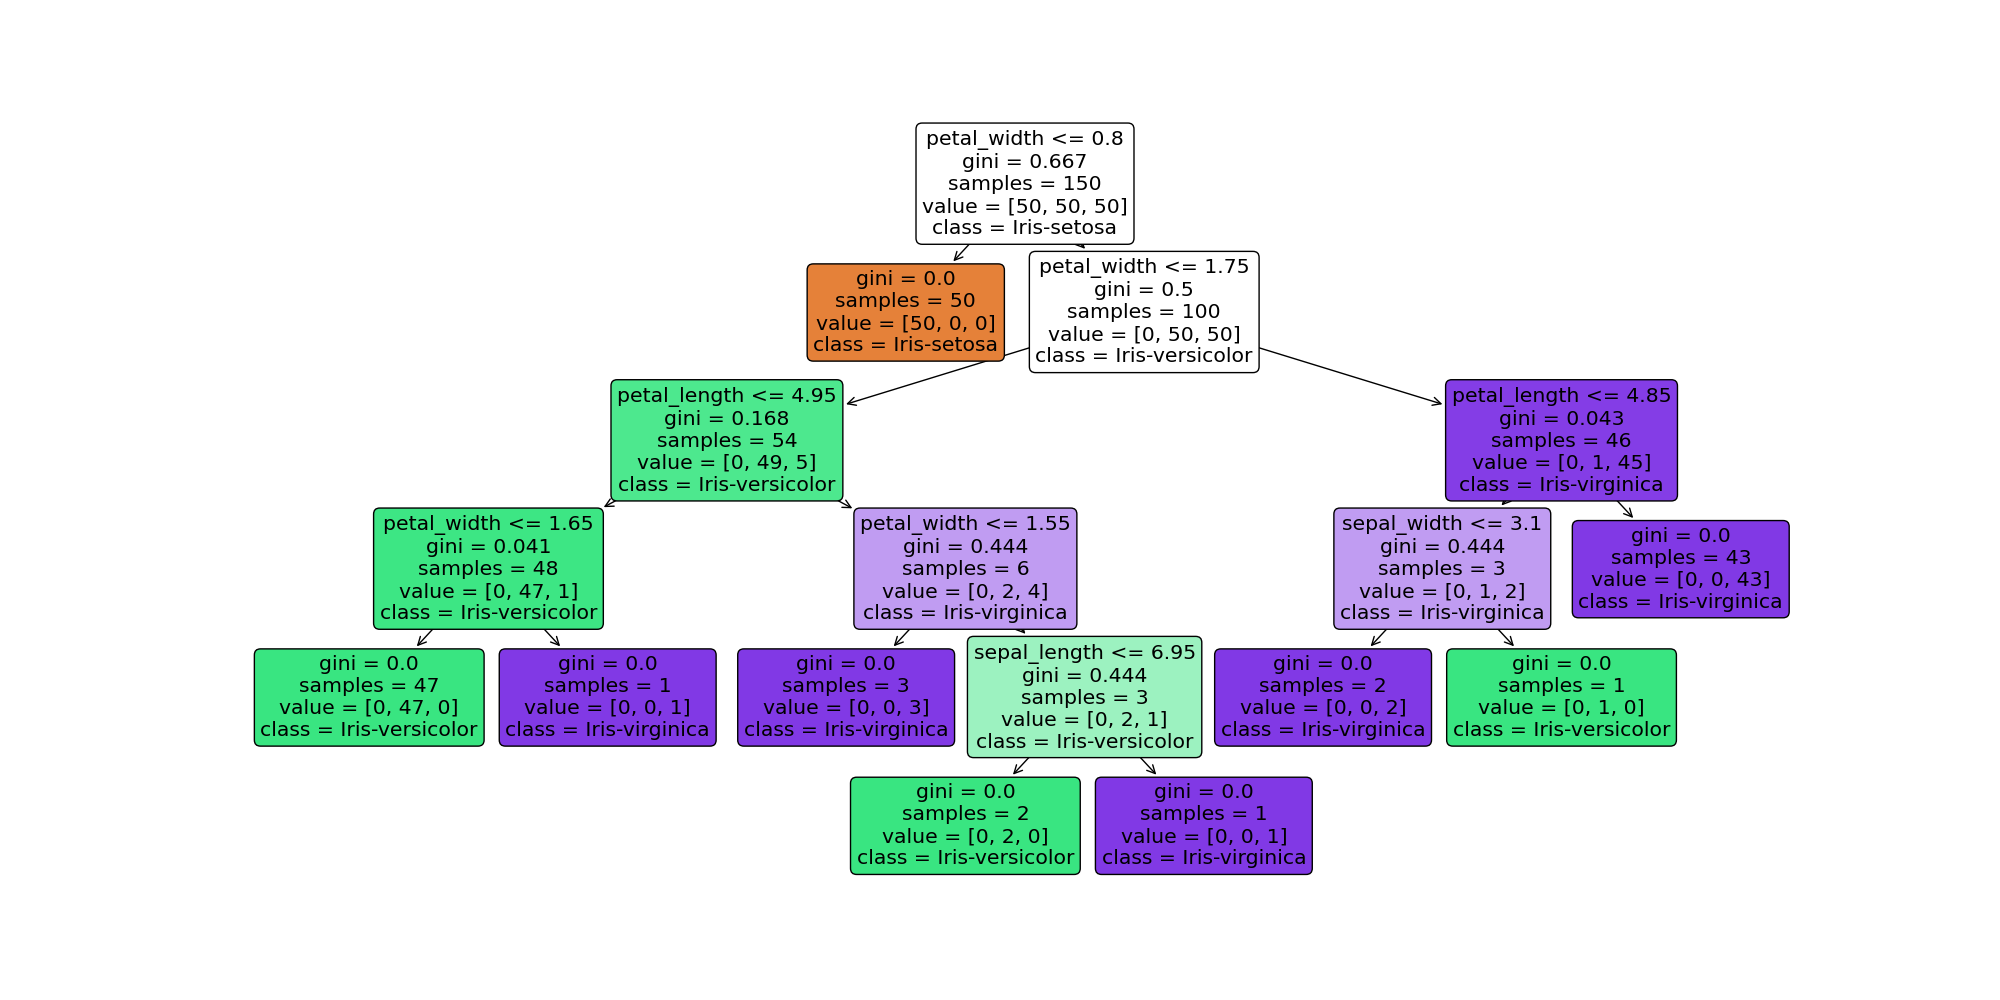 petal_width <= 0.8
gini = 0.667
samples = 150
value = [50, 50, 50]
class = Iris-setosa
gini = 0.0
samples = 50
value = [50, 0, 0]
class = Iris-setosa
petal_width <= 1.75
gini = 0.5
samples = 100
value = [0, 50, 50]
class = Iris-versicolor
petal_length <= 4.95
gini = 0.168
samples = 54
value = [0, 49, 5]
class = Iris-versicolor
petal_length <= 4.85
gini = 0.043
samples = 46
value = [0, 1, 45]
class = Iris-virginica
petal_width <= 1.65
gini = 0.041
samples = 48
value = [0, 47, 1]
class = Iris-versicolor
petal_width <= 1.55
gini = 0.444
samples = 6
value = [0, 2, 4]
class = Iris-virginica
sepal_width <= 3.1
gini = 0.444
samples = 3
value = [0, 1, 2]
class = Iris-virginica
gini = 0.0
samples = 43
value = [0, 0, 43]
class = Iris-virginica
gini = 0.0
samples = 47
value = [0, 47, 0]
class = Iris-versicolor
gini = 0.0
samples = 1
value = [0, 0, 1]
class = Iris-virginica
gini = 0.0
samples = 3
value = [0, 0, 3]
class = Iris-virginica
sepal_length <= 6.95
gini = 0.444
samples = 3
value = [0, 2, 1]
class = Iris-versicolor
gini = 0.0
samples = 2
value = [0, 0, 2]
class = Iris-virginica
gini = 0.0
samples = 1
value = [0, 1, 0]
class = Iris-versicolor
gini = 0.0
samples = 2
value = [0, 2, 0]
class = Iris-versicolor
gini = 0.0
samples = 1
value = [0, 0, 1]
class = Iris-virginica